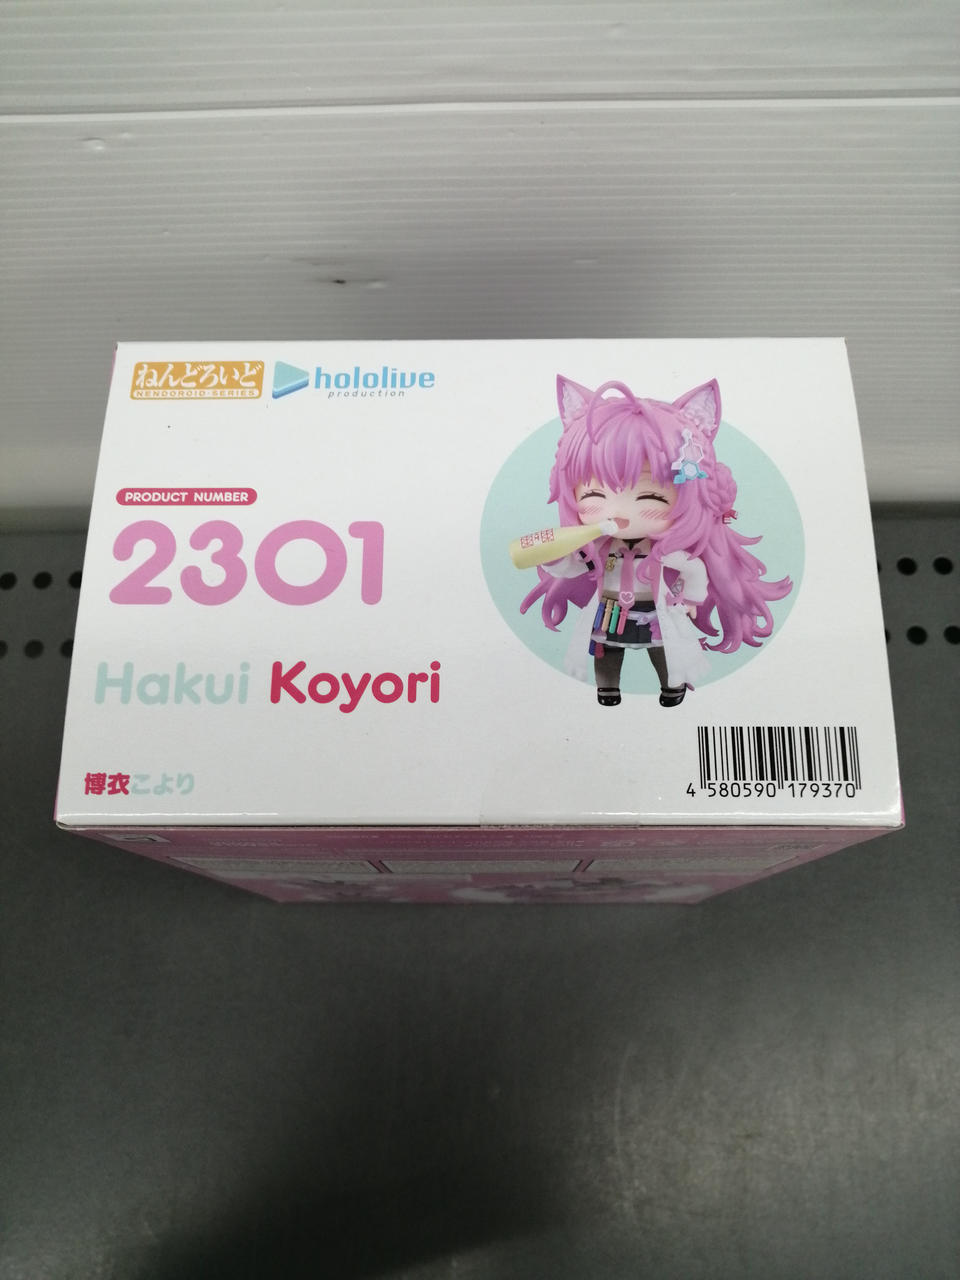 ねんどろいど
NENDOROID・SERIES
hololive
production
PRODUCT NUMBER
2301
Hakui Koyori
博衣こより
4 580590 179370